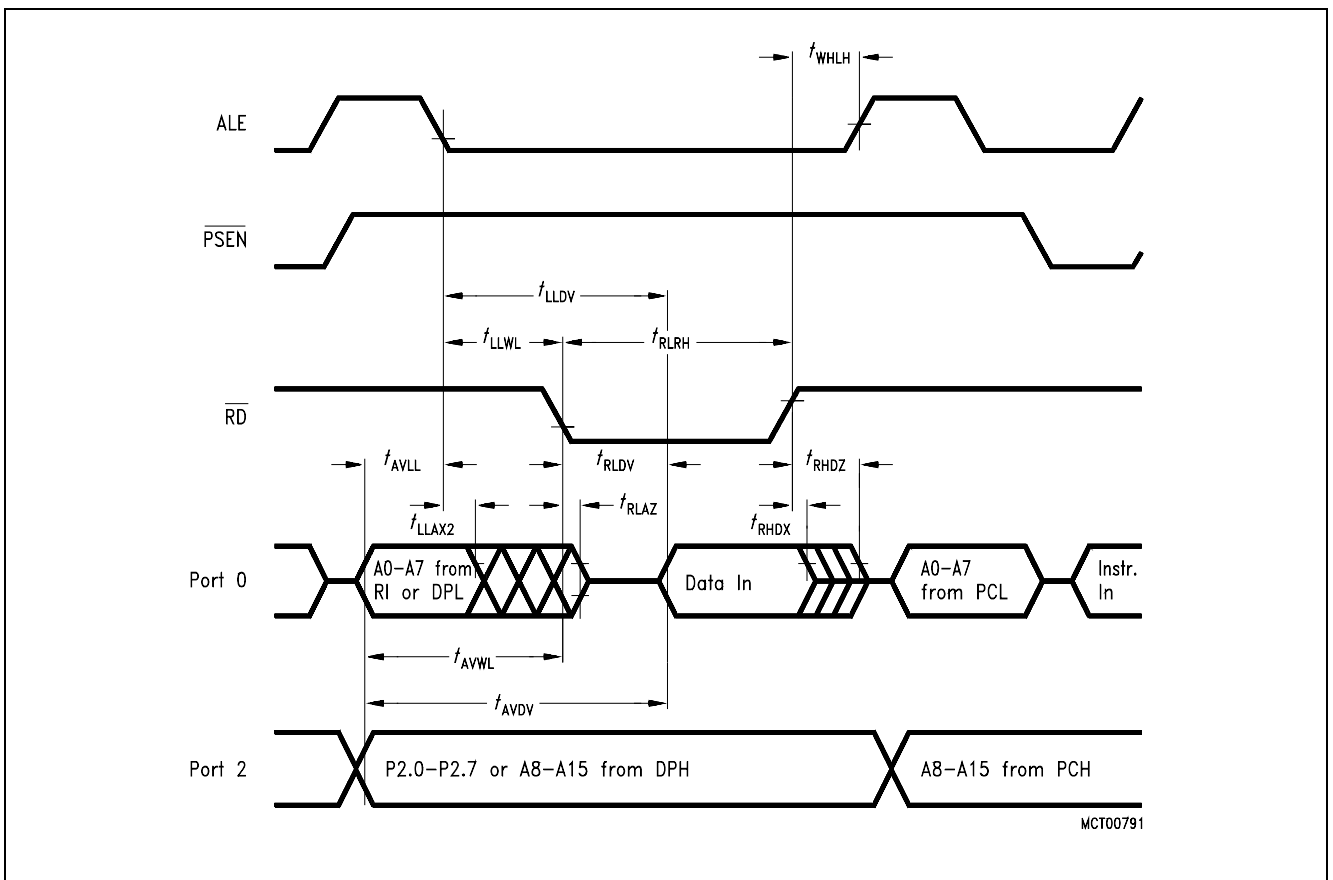 tWHLH
ALE
PSEN
tLLDV
tLLWL
tRLRH
RD
tAVLL
tRLDV
tRHDZ
tLLAX2
tRLAZ
tRHDX
Port 0
A0-A7 from
RI or DPL
Data In
A0-A7
from PCL
Instr.
In
tAVWL
tAVDV
Port 2
P2.0-P2.7 or A8-A15 from DPH
A8-A15 from PCH
MCT00791